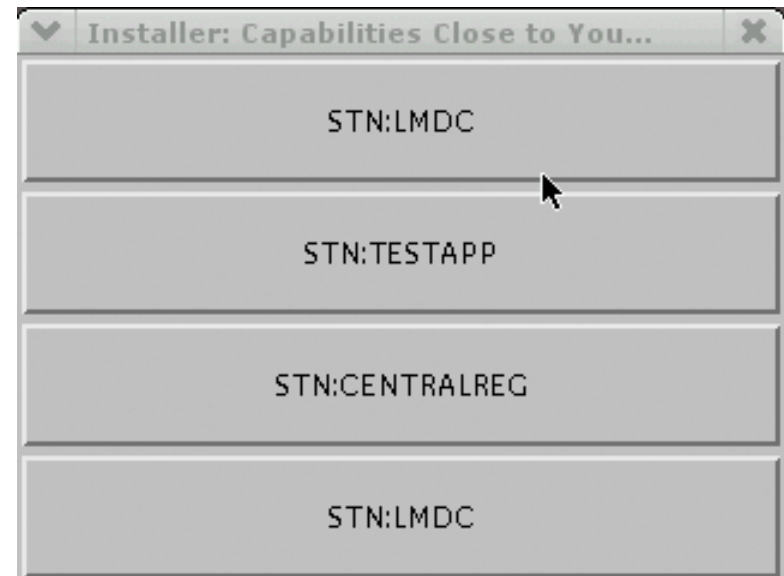 Installer: Capabilities Close to You...
STN:LMDC
STN:TESTAPP
STN:CENTRALREG
STN:LMDC